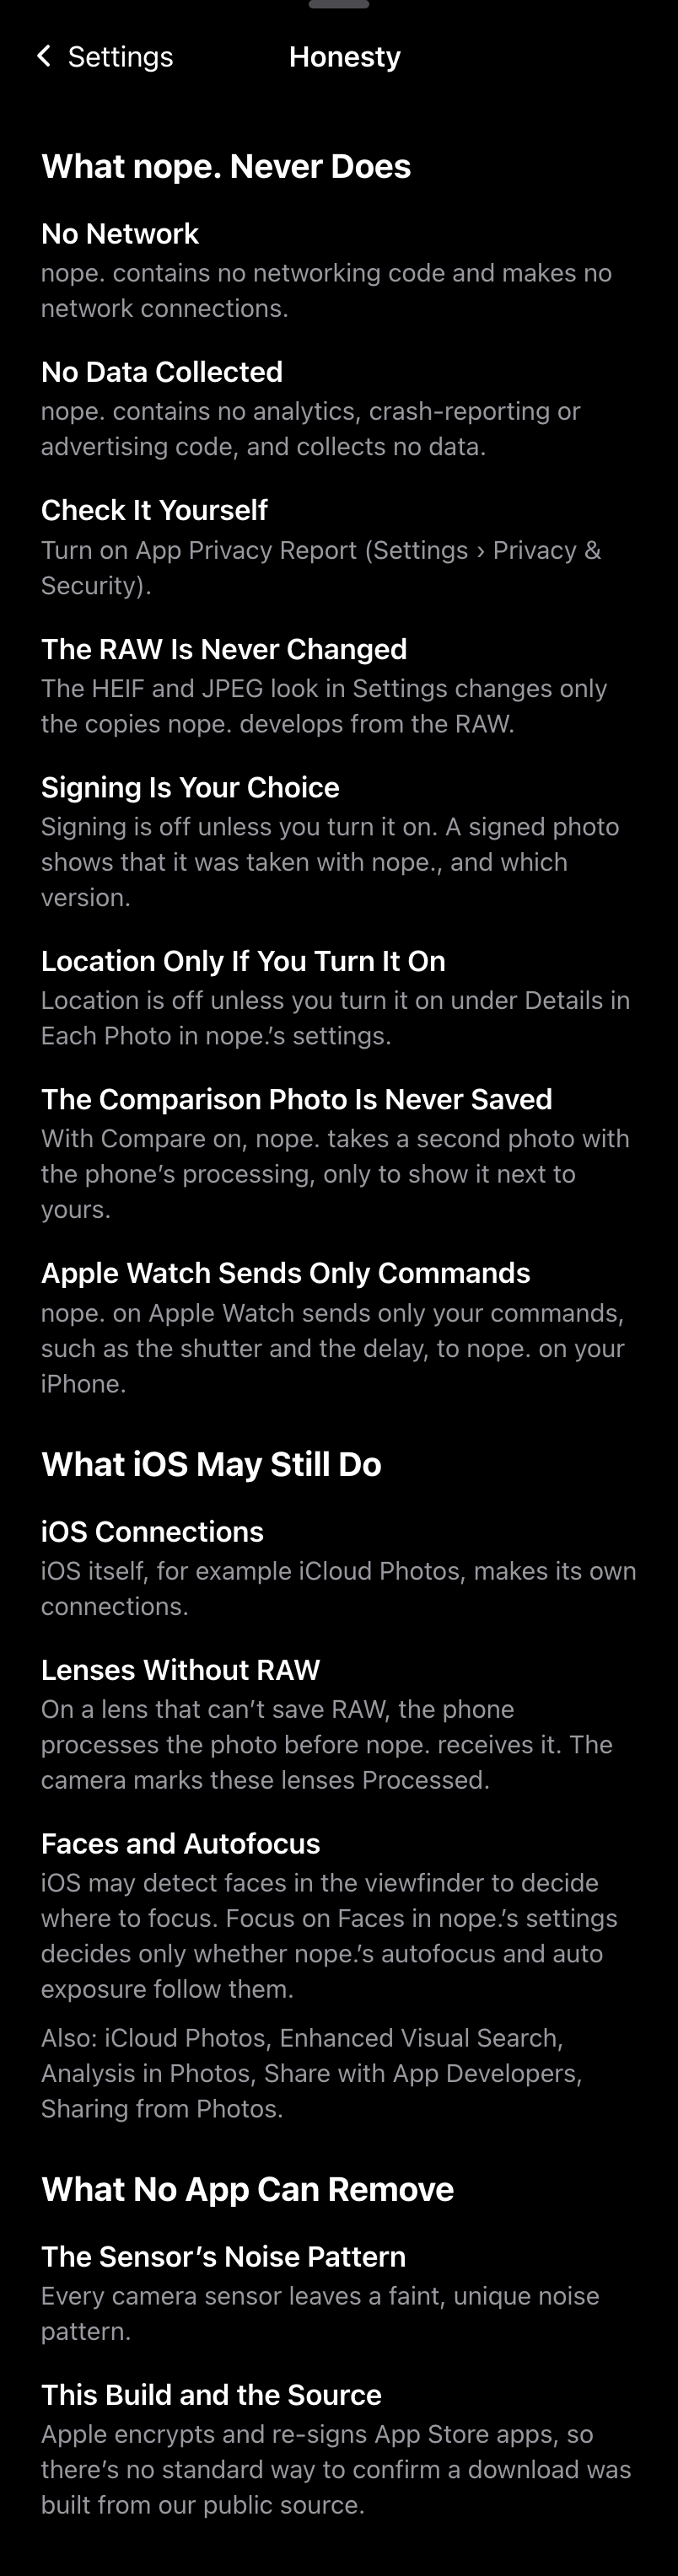 Settings
Honesty
What nope. Never Does
No Network
nope. contains no networking code and makes no
network connections.
No Data Collected
nope. contains no analytics, crash-reporting or
advertising code, and collects no data.
Check It Yourself
Turn on App Privacy Report (Settings › Privacy &
Security).
The RAW Is Never Changed
The HEIF and JPEG look in Settings changes only
the copies nope. develops from the RAW.
Signing Is Your Choice
Signing is off unless you turn it on. A signed photo
shows that it was taken with nope., and which
version.
Location Only If You Turn It On
Location is off unless you turn it on under Details in
Each Photo in nope.’s settings.
The Comparison Photo Is Never Saved
With Compare on, nope. takes a second photo with
the phone’s processing, only to show it next to
yours.
Apple Watch Sends Only Commands
nope. on Apple Watch sends only your commands,
such as the shutter and the delay, to nope. on your
iPhone.
What iOS May Still Do
iOS Connections
iOS itself, for example iCloud Photos, makes its own
connections.
Lenses Without RAW
On a lens that can’t save RAW, the phone
processes the photo before nope. receives it. The
camera marks these lenses Processed.
Faces and Autofocus
iOS may detect faces in the viewfinder to decide
where to focus. Focus on Faces in nope.’s settings
decides only whether nope.’s autofocus and auto
exposure follow them.
Also: iCloud Photos, Enhanced Visual Search,
Analysis in Photos, Share with App Developers,
Sharing from Photos.
What No App Can Remove
The Sensor’s Noise Pattern
Every camera sensor leaves a faint, unique noise
pattern.
This Build and the Source
Apple encrypts and re-signs App Store apps, so
there’s no standard way to confirm a download was
built from our public source.